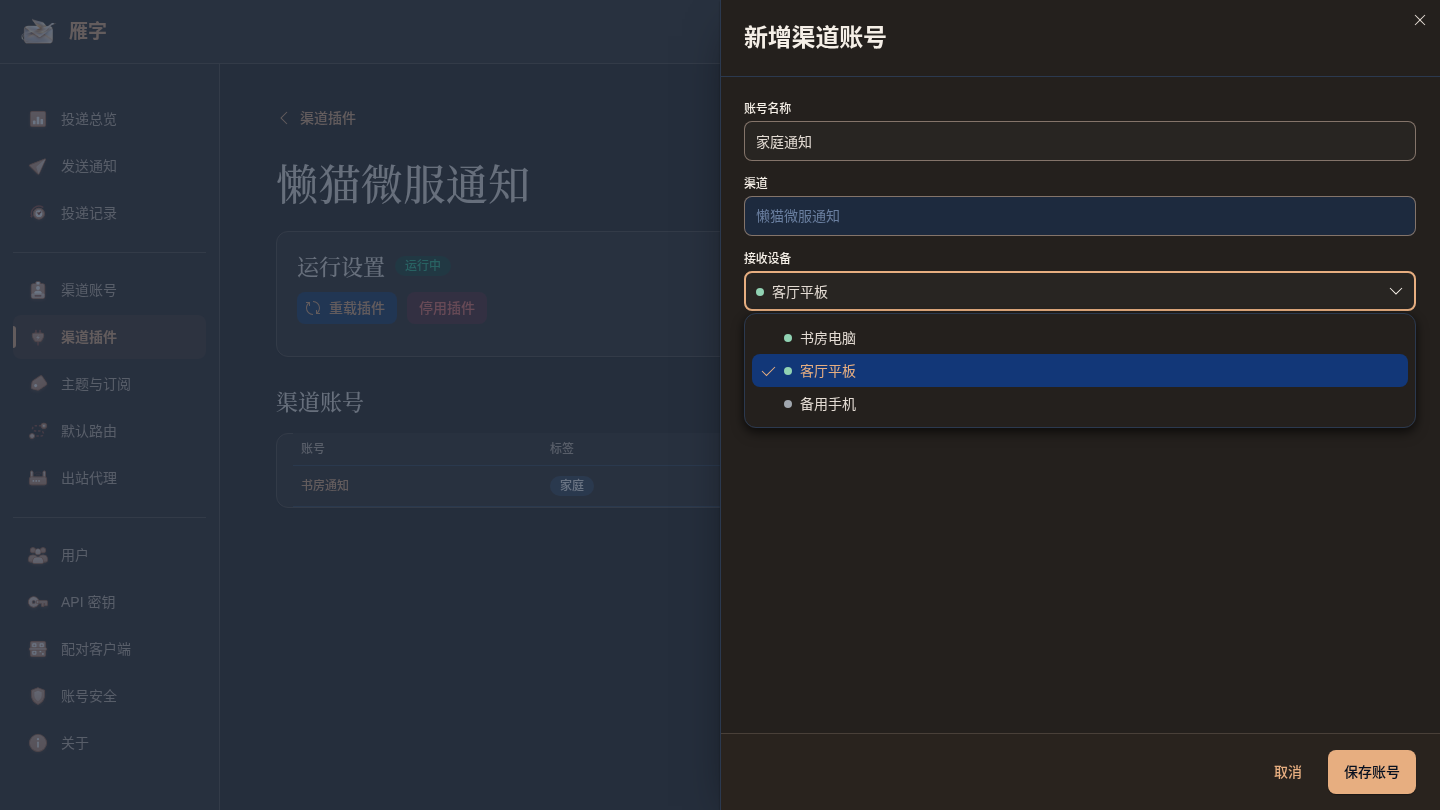 雁字
投递总览
发送通知
投递记录
渠道账号
渠道插件
主题与订阅
默认路由
出站代理
用户
API 密钥
配对客户端
账号安全
关于
渠道插件
懒猫微服通知
运行设置 运行中
重载插件 停用插件
渠道账号
账号 标签
书房通知 家庭
新增渠道账号
账号名称
家庭通知
渠道
懒猫微服通知
接收设备
客厅平板
书房电脑
客厅平板
备用手机
取消 保存账号